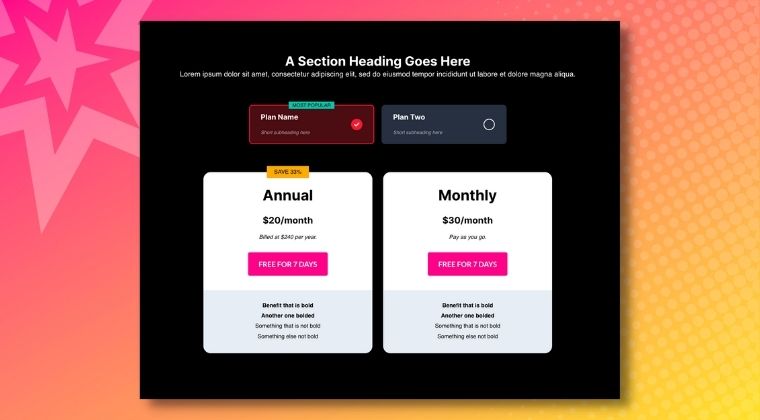 A Section Heading Goes Here
Lorem ipsum dolor sit amet, consectetur adipiscing elit, sed do eiusmod tempor incididunt ut labore et dolore magna aliqua.
MOST POPULAR
Plan Name
Short subheading here
Plan Two
Short subheading here
SAVE 33%
Annual
$20/month
Billed at $240 per year.
FREE FOR 7 DAYS
Benefit that is bold
Another one bolded
Something that is not bold
Something else not bold
Monthly
$30/month
Pay as you go.
FREE FOR 7 DAYS
Benefit that is bold
Another one bolded
Something that is not bold
Something else not bold